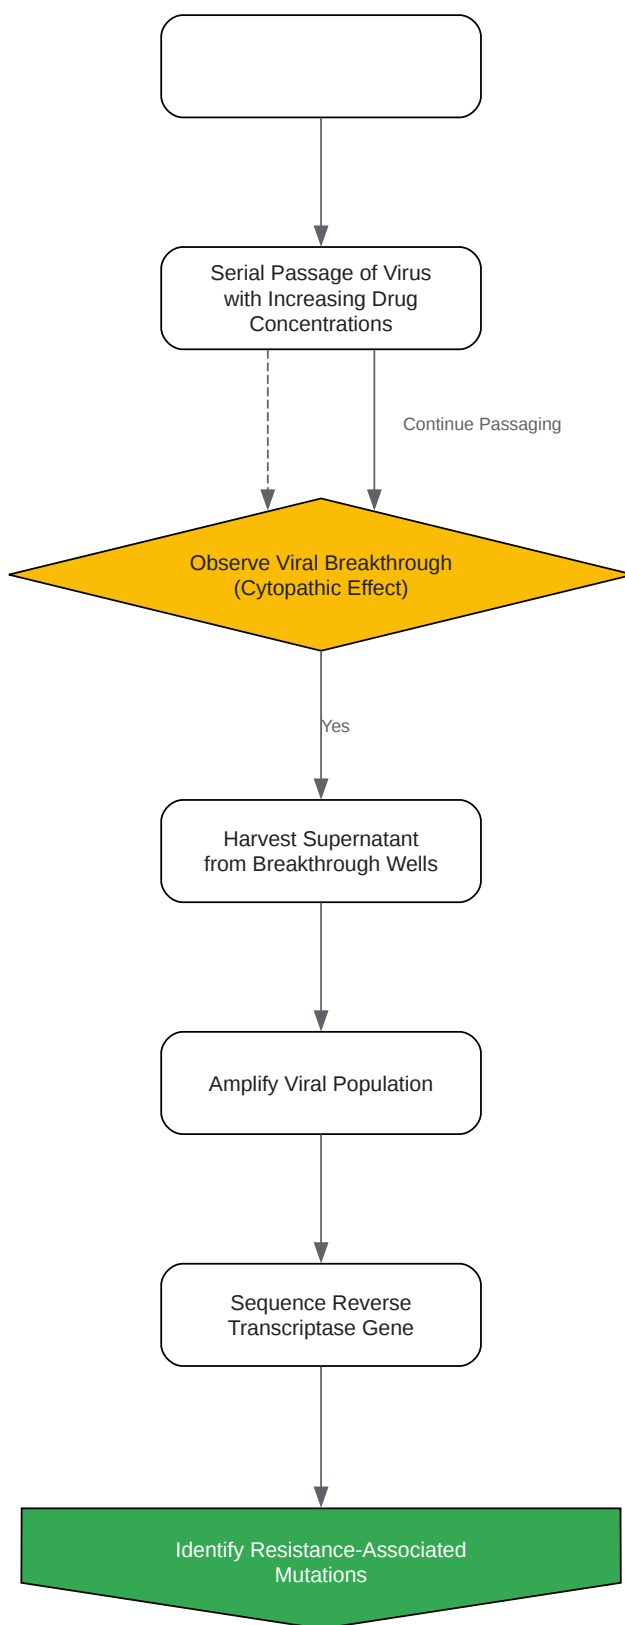 Serial Passage of Virus
with Increasing Drug
Concentrations
Continue Passaging
Observe Viral Breakthrough
(Cytopathic Effect)
Yes
Harvest Supernatant
from Breakthrough Wells
Amplify Viral Population
Sequence Reverse
Transcriptase Gene
Identify Resistance-Associated
Mutations